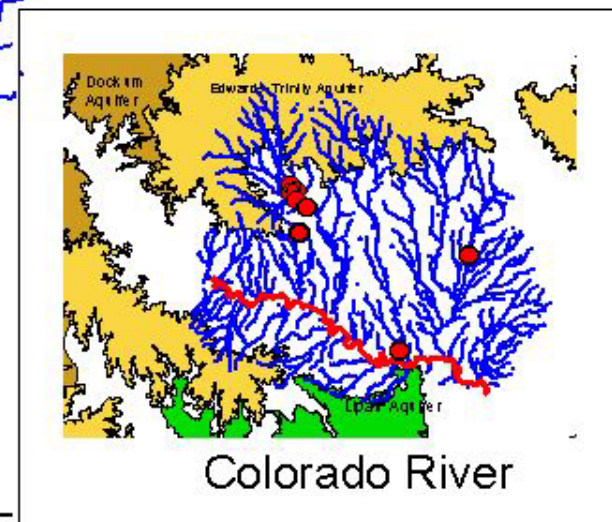 Dockum
Aquifer
Edwards Trinity Aquifer
Lipan Aquifer
Colorado River